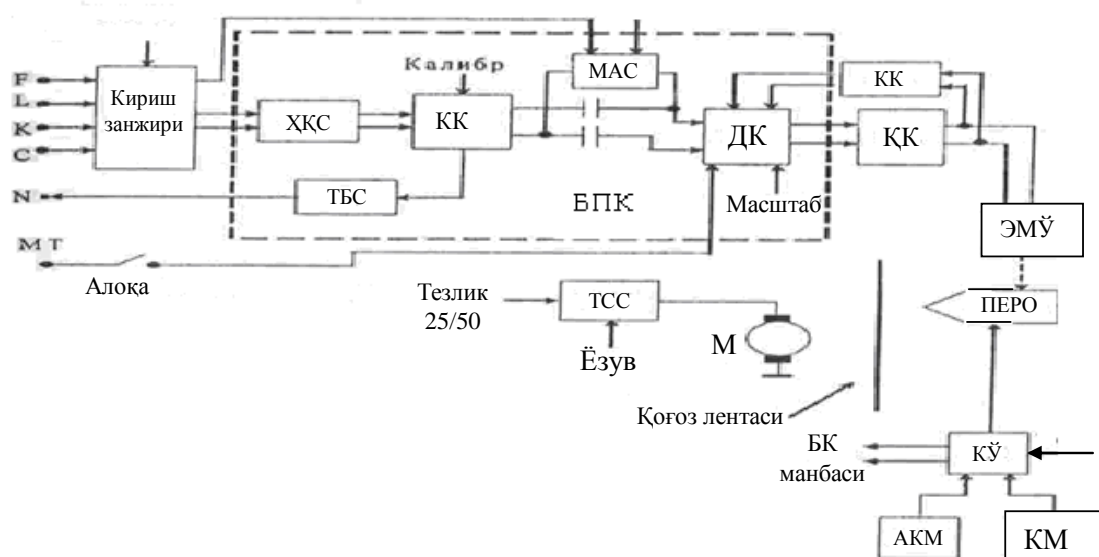 F
L
K
C
N
МТ
Кириш
занжири
ҲҚС
Калибр
КК
ТБС
МАС
БПК
ДК
Масштаб
КК
ҚК
ЭМЎ
ПЕРО
Алоқа
Тезлик
25/50
ТСС
Ёзув
М
Қоғоз лентаси
БК
манбаси
КЎ
АКМ
КМ